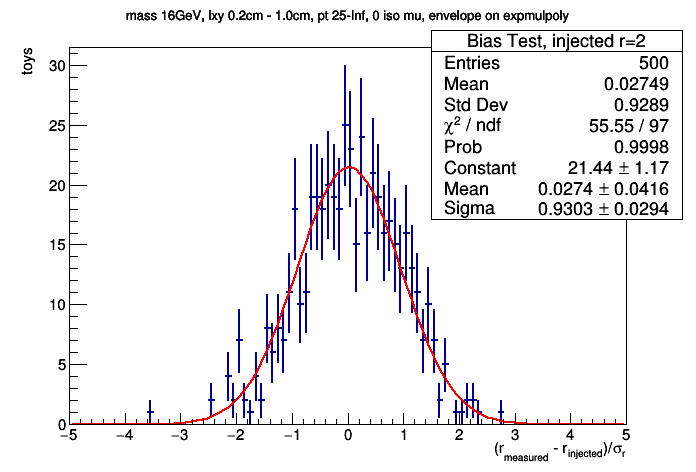 mass 16GeV, lxy 0.2cm - 1.0cm, pt 25-Inf, 0 iso mu, envelope on expmulpoly
Bias Test, injected r=2
Entries 500
Mean 0.02749
Std Dev 0.9289
χ² / ndf 55.55 / 97
Prob 0.9998
Constant 21.44 ± 1.17
Mean 0.0274 ± 0.0416
Sigma 0.9303 ± 0.0294
toys
30
25
20
15
10
5
0
−5 −4 −3 −2 −1 0 1 2 3 4 5
(r_measured - r_injected)/σ_r